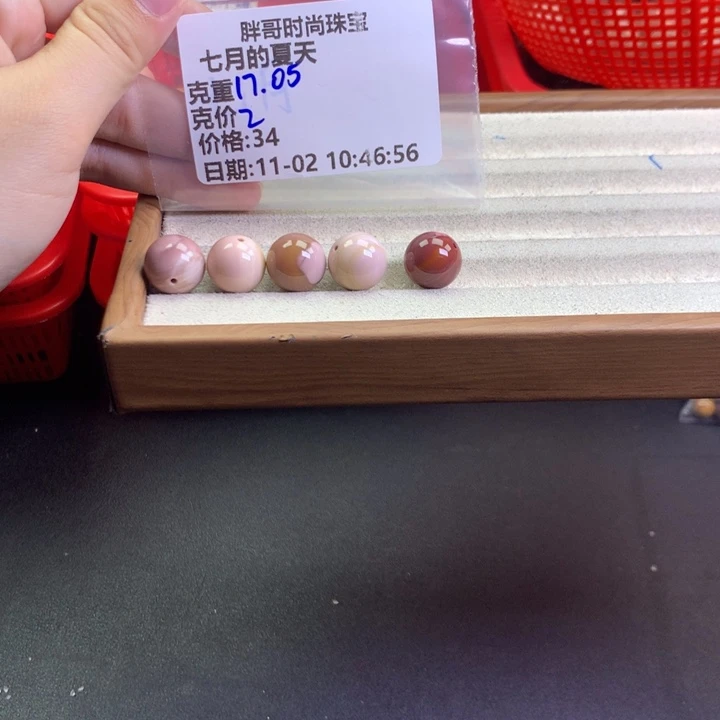 胖哥时尚珠宝
七月的夏天
克重17.05
克价2
价格:34
日期:11-02 10:46:56